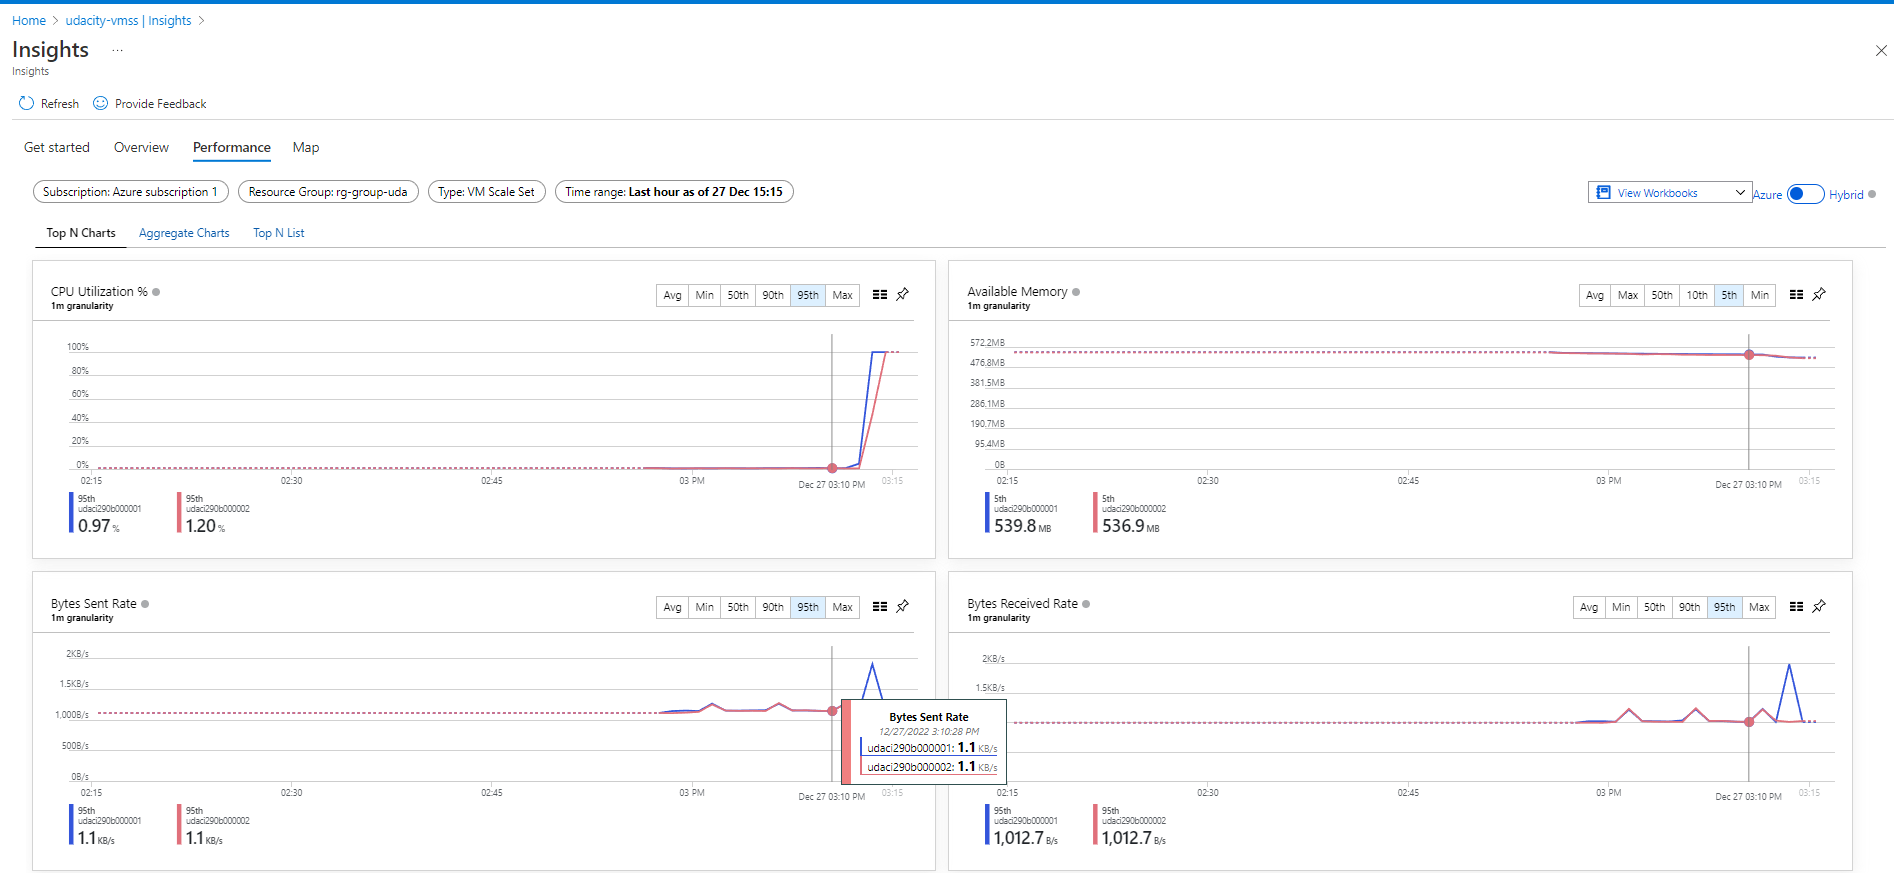 Home > udacity-vmss | Insights >
Insights ...
Insights
Refresh Provide Feedback
Get started Overview Performance Map
Subscription: Azure subscription 1 Resource Group: rg-group-uda Type: VM Scale Set Time range: Last hour as of 27 Dec 15:15
View Workbooks Azure Hybrid
Top N Charts Aggregate Charts Top N List
CPU Utilization %
1m granularity
Avg Min 50th 90th 95th Max
100%
80%
60%
40%
20%
0%
02:15 02:30 02:45 03 PM Dec 27 03:10 PM 03:15
95th
udaci290b000001
0.97 %
95th
udaci290b000002
1.20 %
Available Memory
1m granularity
Avg Max 50th 10th 5th Min
572.2MB
476.8MB
381.5MB
286.1MB
190.7MB
95.4MB
0B
02:15 02:30 02:45 03 PM Dec 27 03:10 PM 03:15
5th
udaci290b000001
539.8 MB
5th
udaci290b000002
536.9 MB
Bytes Sent Rate
1m granularity
Avg Min 50th 90th 95th Max
2KB/s
1.5KB/s
1,000B/s
500B/s
0B/s
02:15 02:30 02:45 03 PM Dec 27 03:10 PM 03:15
95th
udaci290b000001
1.1 KB/s
95th
udaci290b000002
1.1 KB/s
Bytes Sent Rate
12/27/2022 3:10:28 PM
udaci290b000001: 1.1 KB/s
udaci290b000002: 1.1 KB/s
Bytes Received Rate
1m granularity
Avg Min 50th 90th 95th Max
2KB/s
1.5KB/s
02:15 02:30 02:45 03 PM Dec 27 03:10 PM 03:15
95th
udaci290b000001
1,012.7 B/s
95th
udaci290b000002
1,012.7 B/s